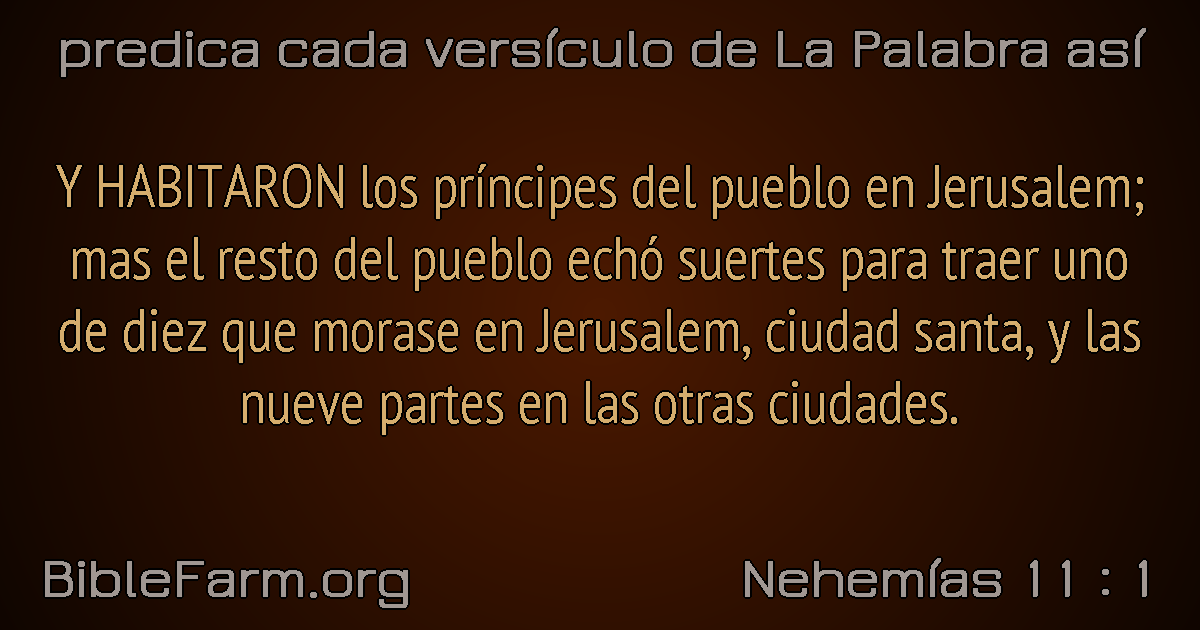 predica cada versículo de La Palabra así
Y HABITARON los príncipes del pueblo en Jerusalem;
mas el resto del pueblo echó suertes para traer uno
de diez que morase en Jerusalem, ciudad santa, y las
nueve partes en las otras ciudades.
BibleFarm.org
Nehemías 11 : 1